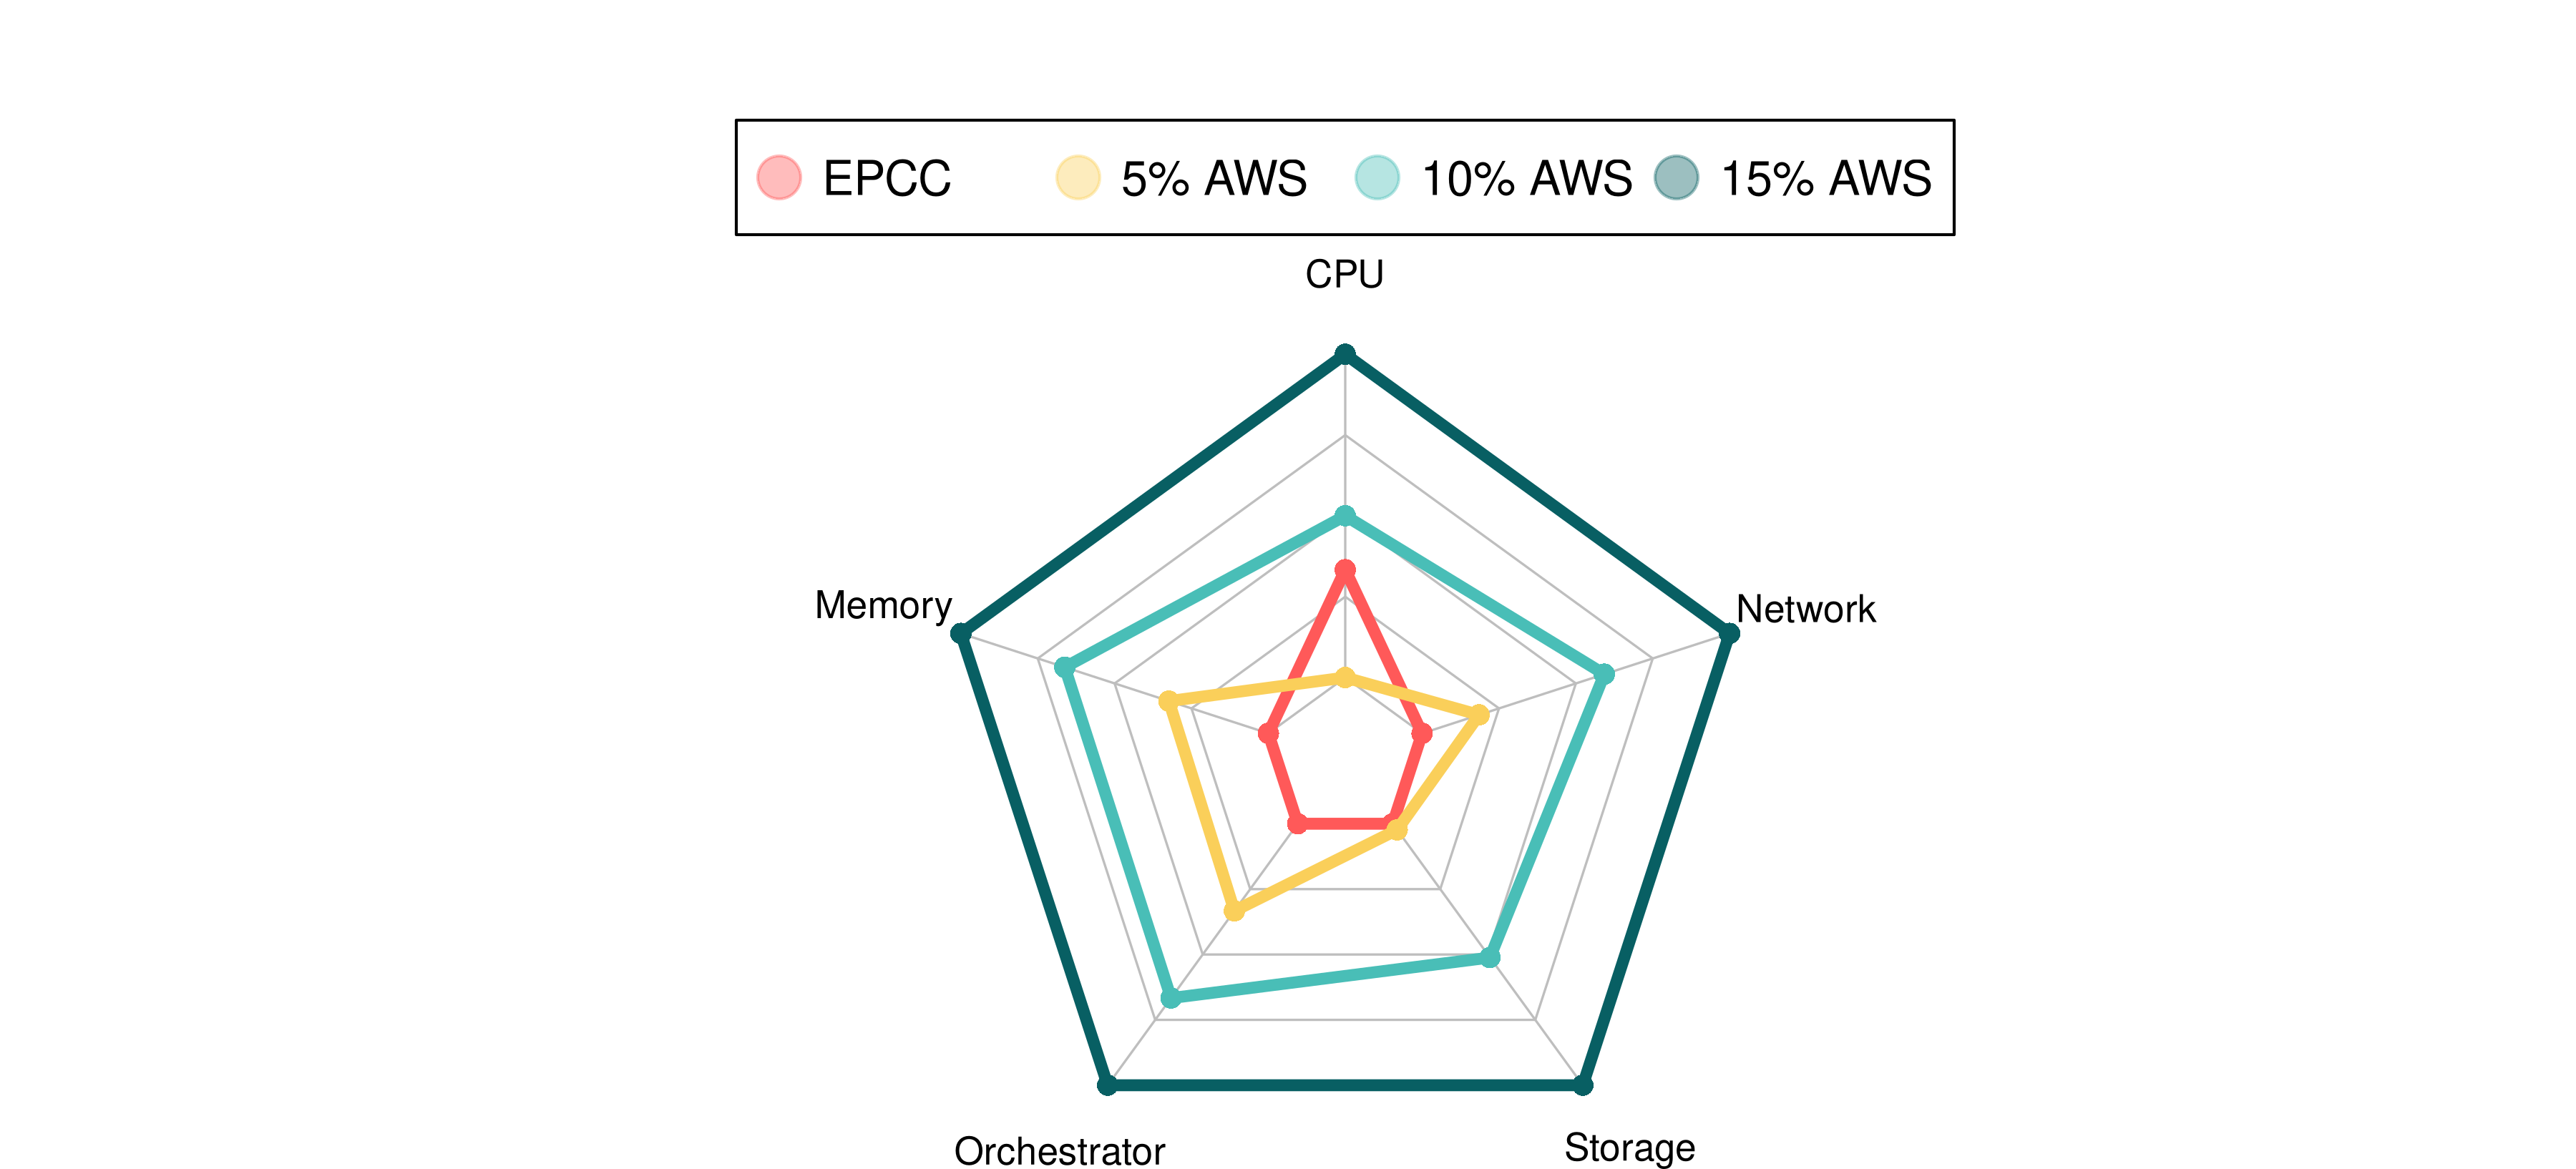 EPCC 5% AWS 10% AWS 15% AWS
CPU
Memory
Network
Orchestrator
Storage